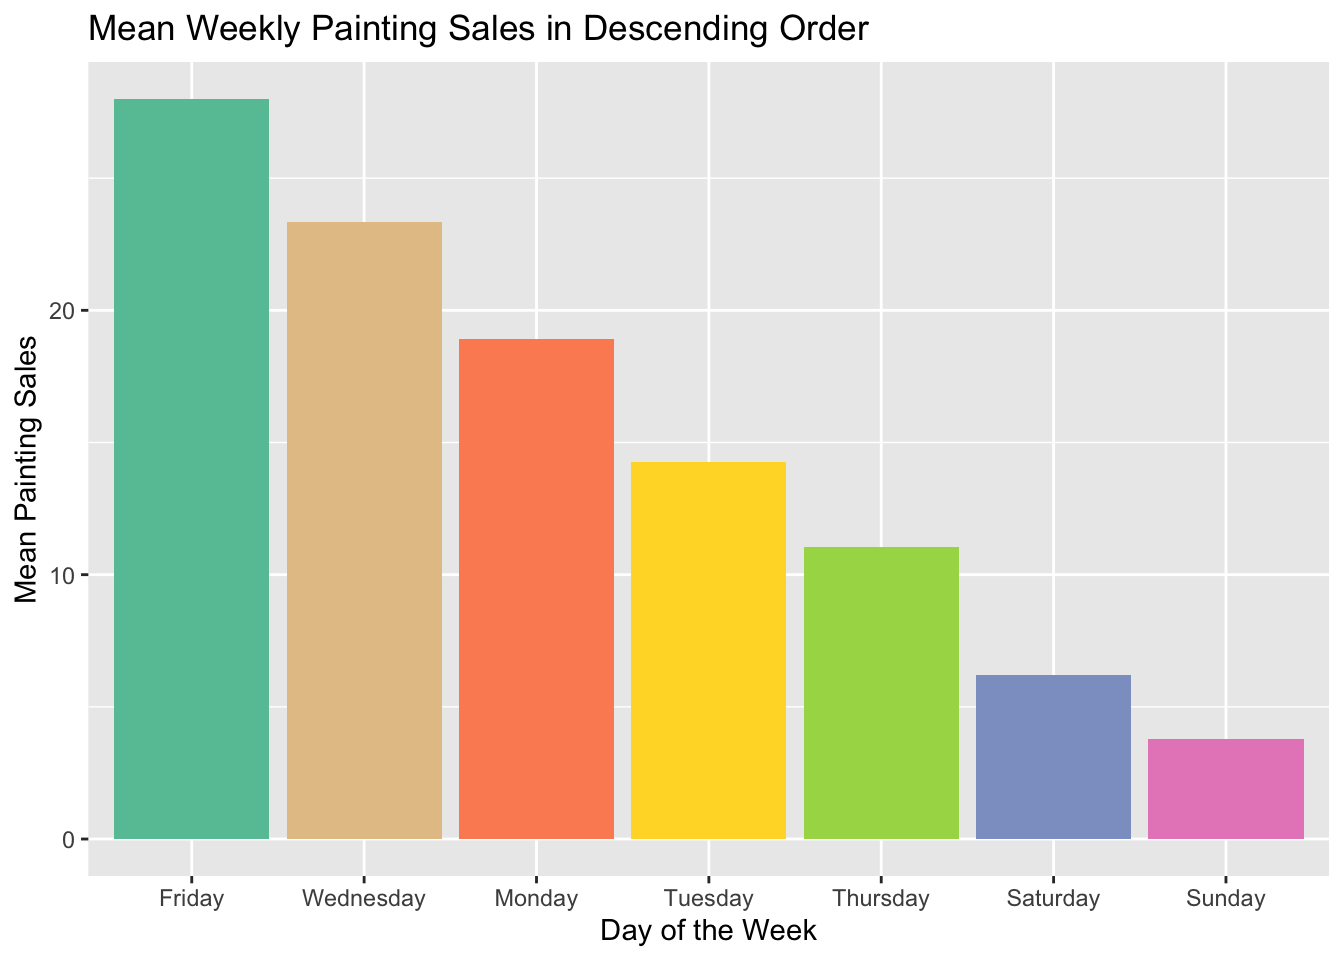 Mean Weekly Painting Sales in Descending Order
Mean Painting Sales
20
10
0
Friday Wednesday Monday Tuesday Thursday Saturday Sunday
Day of the Week